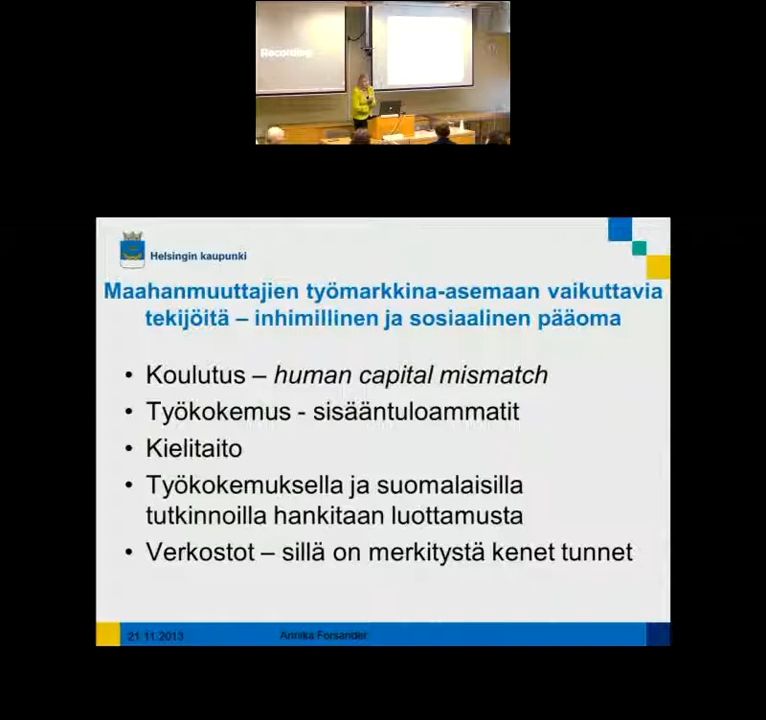 Recording
Helsingin kaupunki
Maahanmuuttajien työmarkkina-asemaan vaikuttavia
tekijöitä – inhimillinen ja sosiaalinen pääoma
• Koulutus – human capital mismatch
• Työkokemus - sisääntuloammatit
• Kielitaito
• Työkokemuksella ja suomalaisilla
tutkinnoilla hankitaan luottamusta
• Verkostot – sillä on merkitystä kenet tunnet
21.11.2013
Annika Forsander